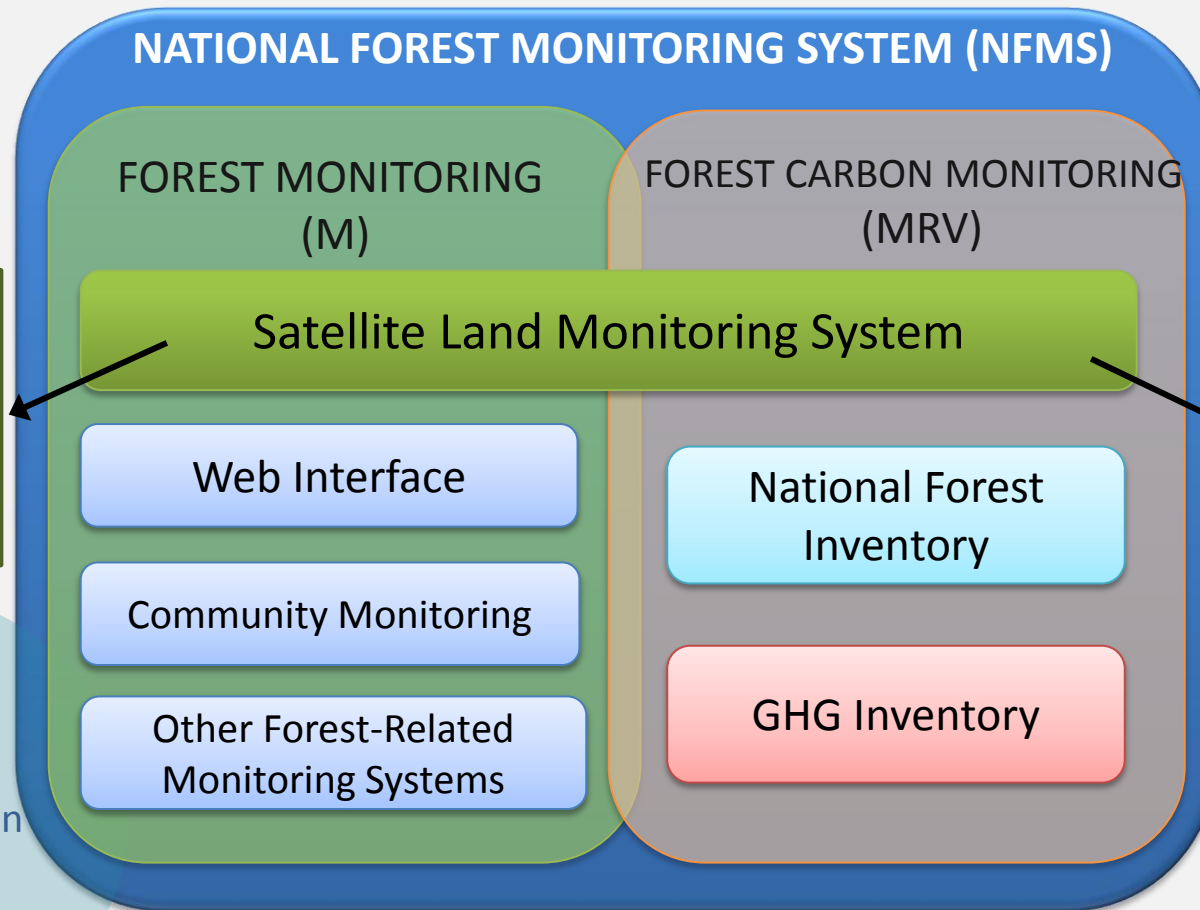 NATIONAL FOREST MONITORING SYSTEM (NFMS)
FOREST MONITORING
(M)
FOREST CARBON MONITORING
(MRV)
Satellite Land Monitoring System
Web Interface
Community Monitoring
Other Forest-Related
Monitoring Systems
National Forest
Inventory
GHG Inventory
n